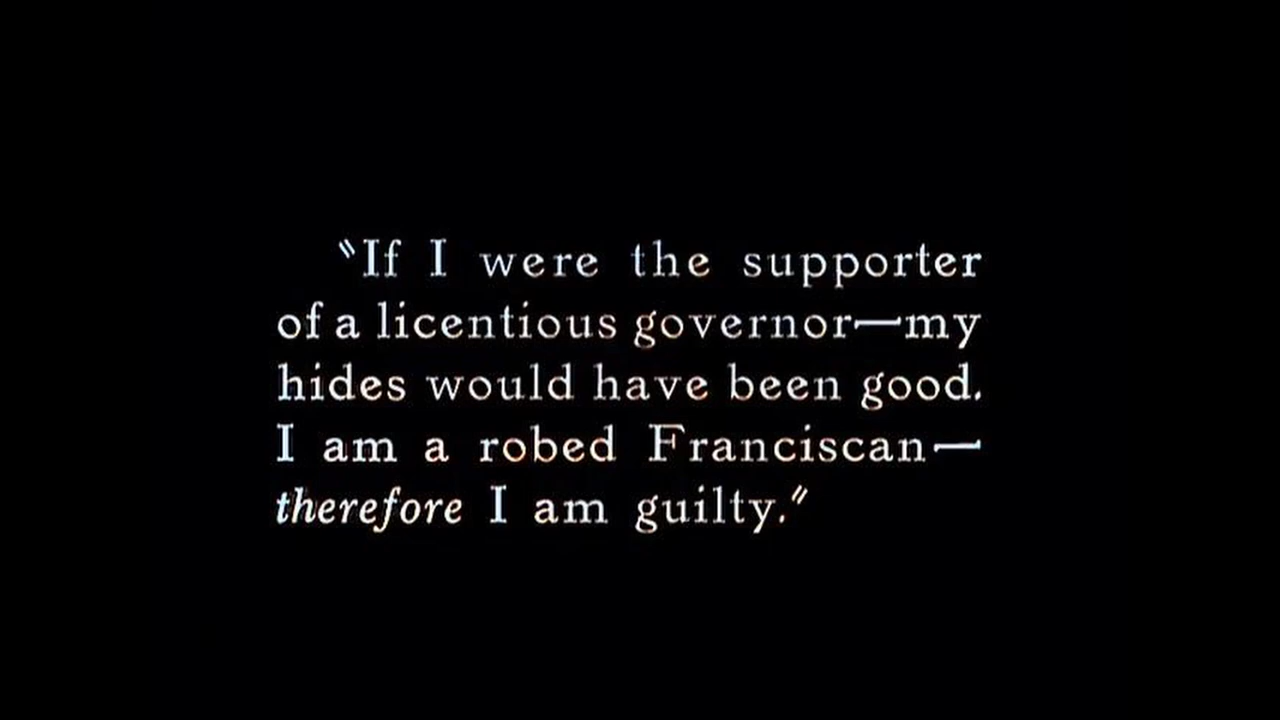 "If I were the supporter
of a licentious governor—my
hides would have been good.
I am a robed Franciscan—
therefore I am guilty."